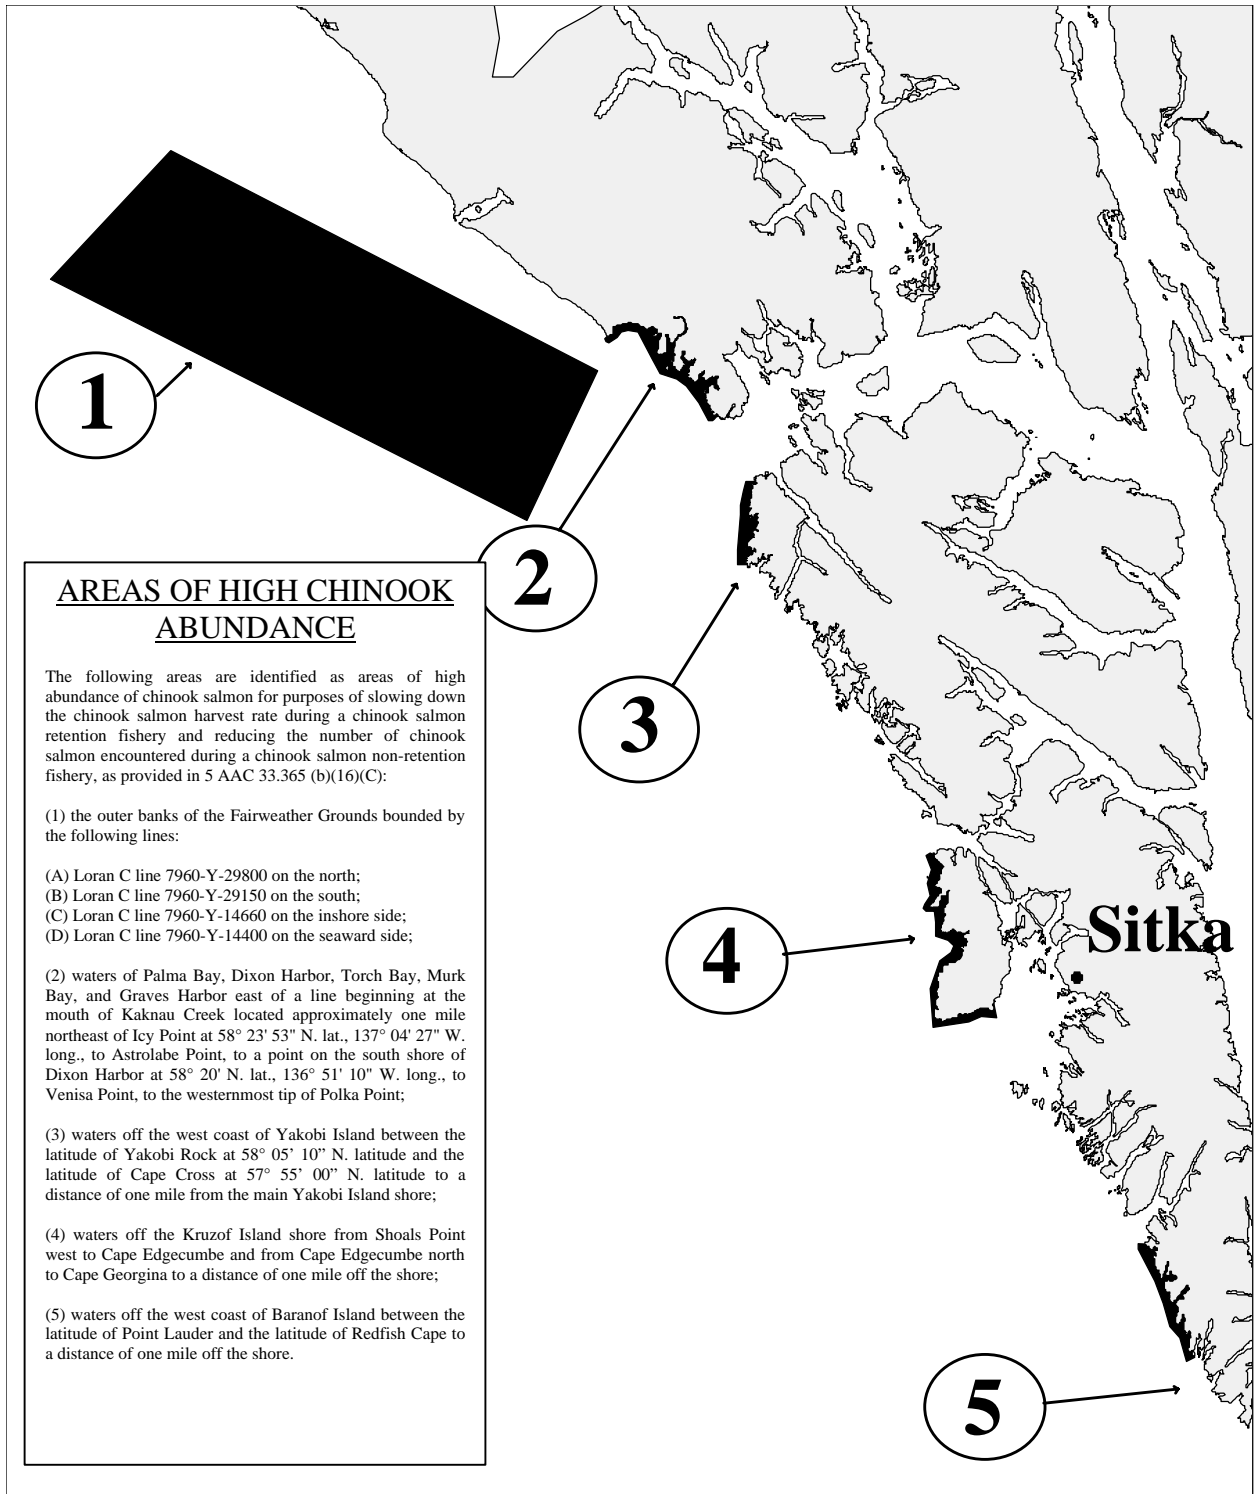 1
2
3
4
5
Sitka
AREAS OF HIGH CHINOOK
ABUNDANCE
The following areas are identified as areas of high
abundance of chinook salmon for purposes of slowing down
the chinook salmon harvest rate during a chinook salmon
retention fishery and reducing the number of chinook
salmon encountered during a chinook salmon non-retention
fishery, as provided in 5 AAC 33.365 (b)(16)(C):
(1) the outer banks of the Fairweather Grounds bounded by
the following lines:
(A) Loran C line 7960-Y-29800 on the north;
(B) Loran C line 7960-Y-29150 on the south;
(C) Loran C line 7960-Y-14660 on the inshore side;
(D) Loran C line 7960-Y-14400 on the seaward side;
(2) waters of Palma Bay, Dixon Harbor, Torch Bay, Murk
Bay, and Graves Harbor east of a line beginning at the
mouth of Kaknau Creek located approximately one mile
northeast of Icy Point at 58° 23' 53" N. lat., 137° 04' 27" W.
long., to Astrolabe Point, to a point on the south shore of
Dixon Harbor at 58° 20' N. lat., 136° 51' 10" W. long., to
Venisa Point, to the westernmost tip of Polka Point;
(3) waters off the west coast of Yakobi Island between the
latitude of Yakobi Rock at 58° 05’ 10” N. latitude and the
latitude of Cape Cross at 57° 55’ 00” N. latitude to a
distance of one mile from the main Yakobi Island shore;
(4) waters off the Kruzof Island shore from Shoals Point
west to Cape Edgecumbe and from Cape Edgecumbe north
to Cape Georgina to a distance of one mile off the shore;
(5) waters off the west coast of Baranof Island between the
latitude of Point Lauder and the latitude of Redfish Cape to
a distance of one mile off the shore.